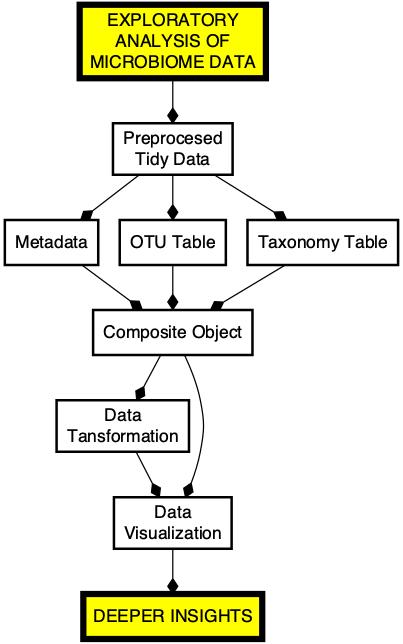 EXPLORATORY
ANALYSIS OF
MICROBIOME DATA
Preprocesed
Tidy Data
Metadata
OTU Table
Taxonomy Table
Composite Object
Data
Tansformation
Data
Visualization
DEEPER INSIGHTS